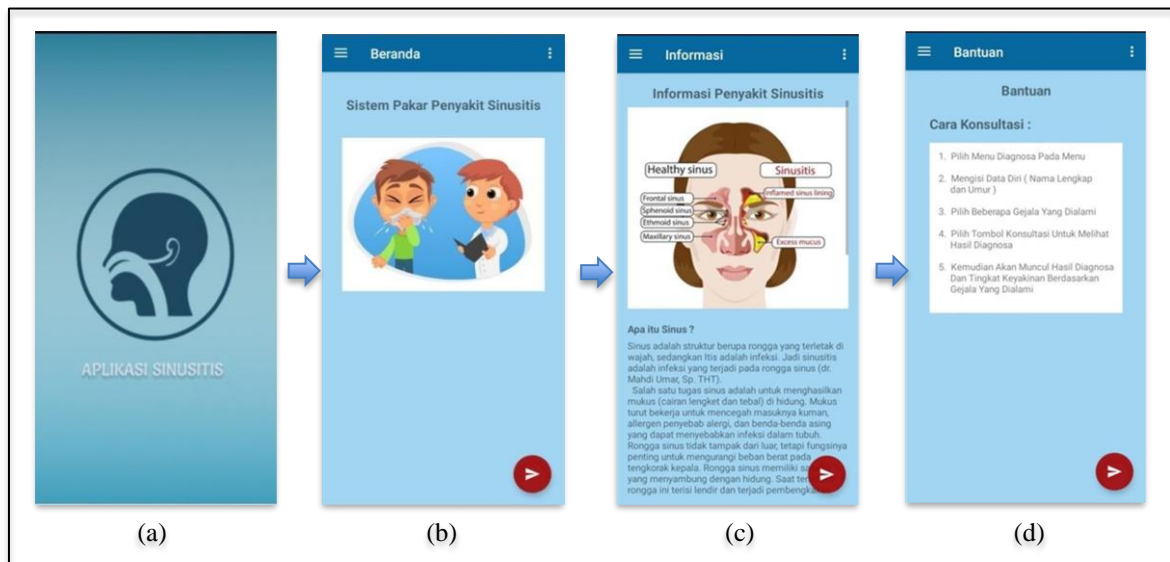 APLIKASI SINUSITIS
(a)
Beranda
Sistem Pakar Penyakit Sinusitis
(b)
Informasi
Informasi Penyakit Sinusitis
Healthy sinus
Sinusitis
Frontal sinus
Sphenoid sinus
Ethmoid sinus
Maxillary sinus
Inflamed sinus lining
Excess mucus
Apa itu Sinus ?
Sinus adalah struktur berupa rongga yang terletak di
wajah, sedangkan Itis adalah infeksi. Jadi sinusitis
adalah infeksi yang terjadi pada rongga sinus (dr.
Mahdi Umar, Sp. THT).
Salah satu tugas sinus adalah untuk menghasilkan
mukus (cairan lengket dan tebal) di hidung. Mukus
turut bekerja untuk mencegah masuknya kuman,
allergen penyebab alergi, dan benda-benda asing
yang dapat menyebabkan infeksi dalam tubuh.
Rongga sinus tidak tampak dari luar, tetapi fungsinya
penting untuk mengurangi beban berat pada
tengkorak kepala. Rongga sinus memiliki
yang menyambung dengan hidung. Saat
rongga ini terisi lendir dan terjadi
(c)
Bantuan
Bantuan
Cara Konsultasi :
1. Pilih Menu Diagnosa Pada Menu
2. Mengisi Data Diri ( Nama Lengkap
dan Umur )
3. Pilih Beberapa Gejala Yang Dialami
4. Pilih Tombol Konsultasi Untuk Melihat
Hasil Diagnosa
5. Kemudian Akan Muncul Hasil Diagnosa
Dan Tingkat Keyakinan Berdasarkan
Gejala Yang Dialami
(d)